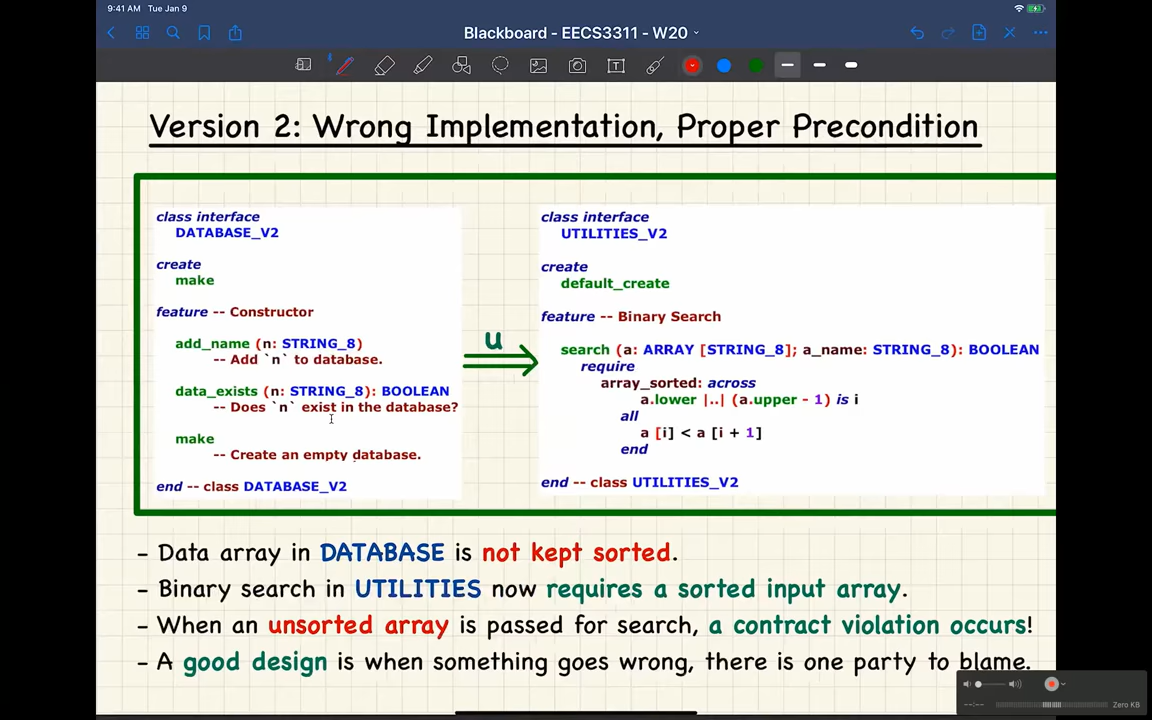 9:41 AM Tue Jan 9
Blackboard - EECS3311 - W20
Version 2: Wrong Implementation, Proper Precondition
class interface
DATABASE_V2
create
make
feature -- Constructor
add_name (n: STRING_8)
-- Add `n` to database.
data_exists (n: STRING_8): BOOLEAN
-- Does `n` exist in the database?
make
-- Create an empty database.
end -- class DATABASE_V2
u
class interface
UTILITIES_V2
create
default_create
feature -- Binary Search
search (a: ARRAY [STRING_8]; a_name: STRING_8): BOOLEAN
require
array_sorted: across
a.lower |..| (a.upper - 1) is i
all
a [i] < a [i + 1]
end
end -- class UTILITIES_V2
- Data array in DATABASE is not kept sorted.
- Binary search in UTILITIES now requires a sorted input array.
- When an unsorted array is passed for search, a contract violation occurs!
- A good design is when something goes wrong, there is one party to blame.
--:-- Zero KB